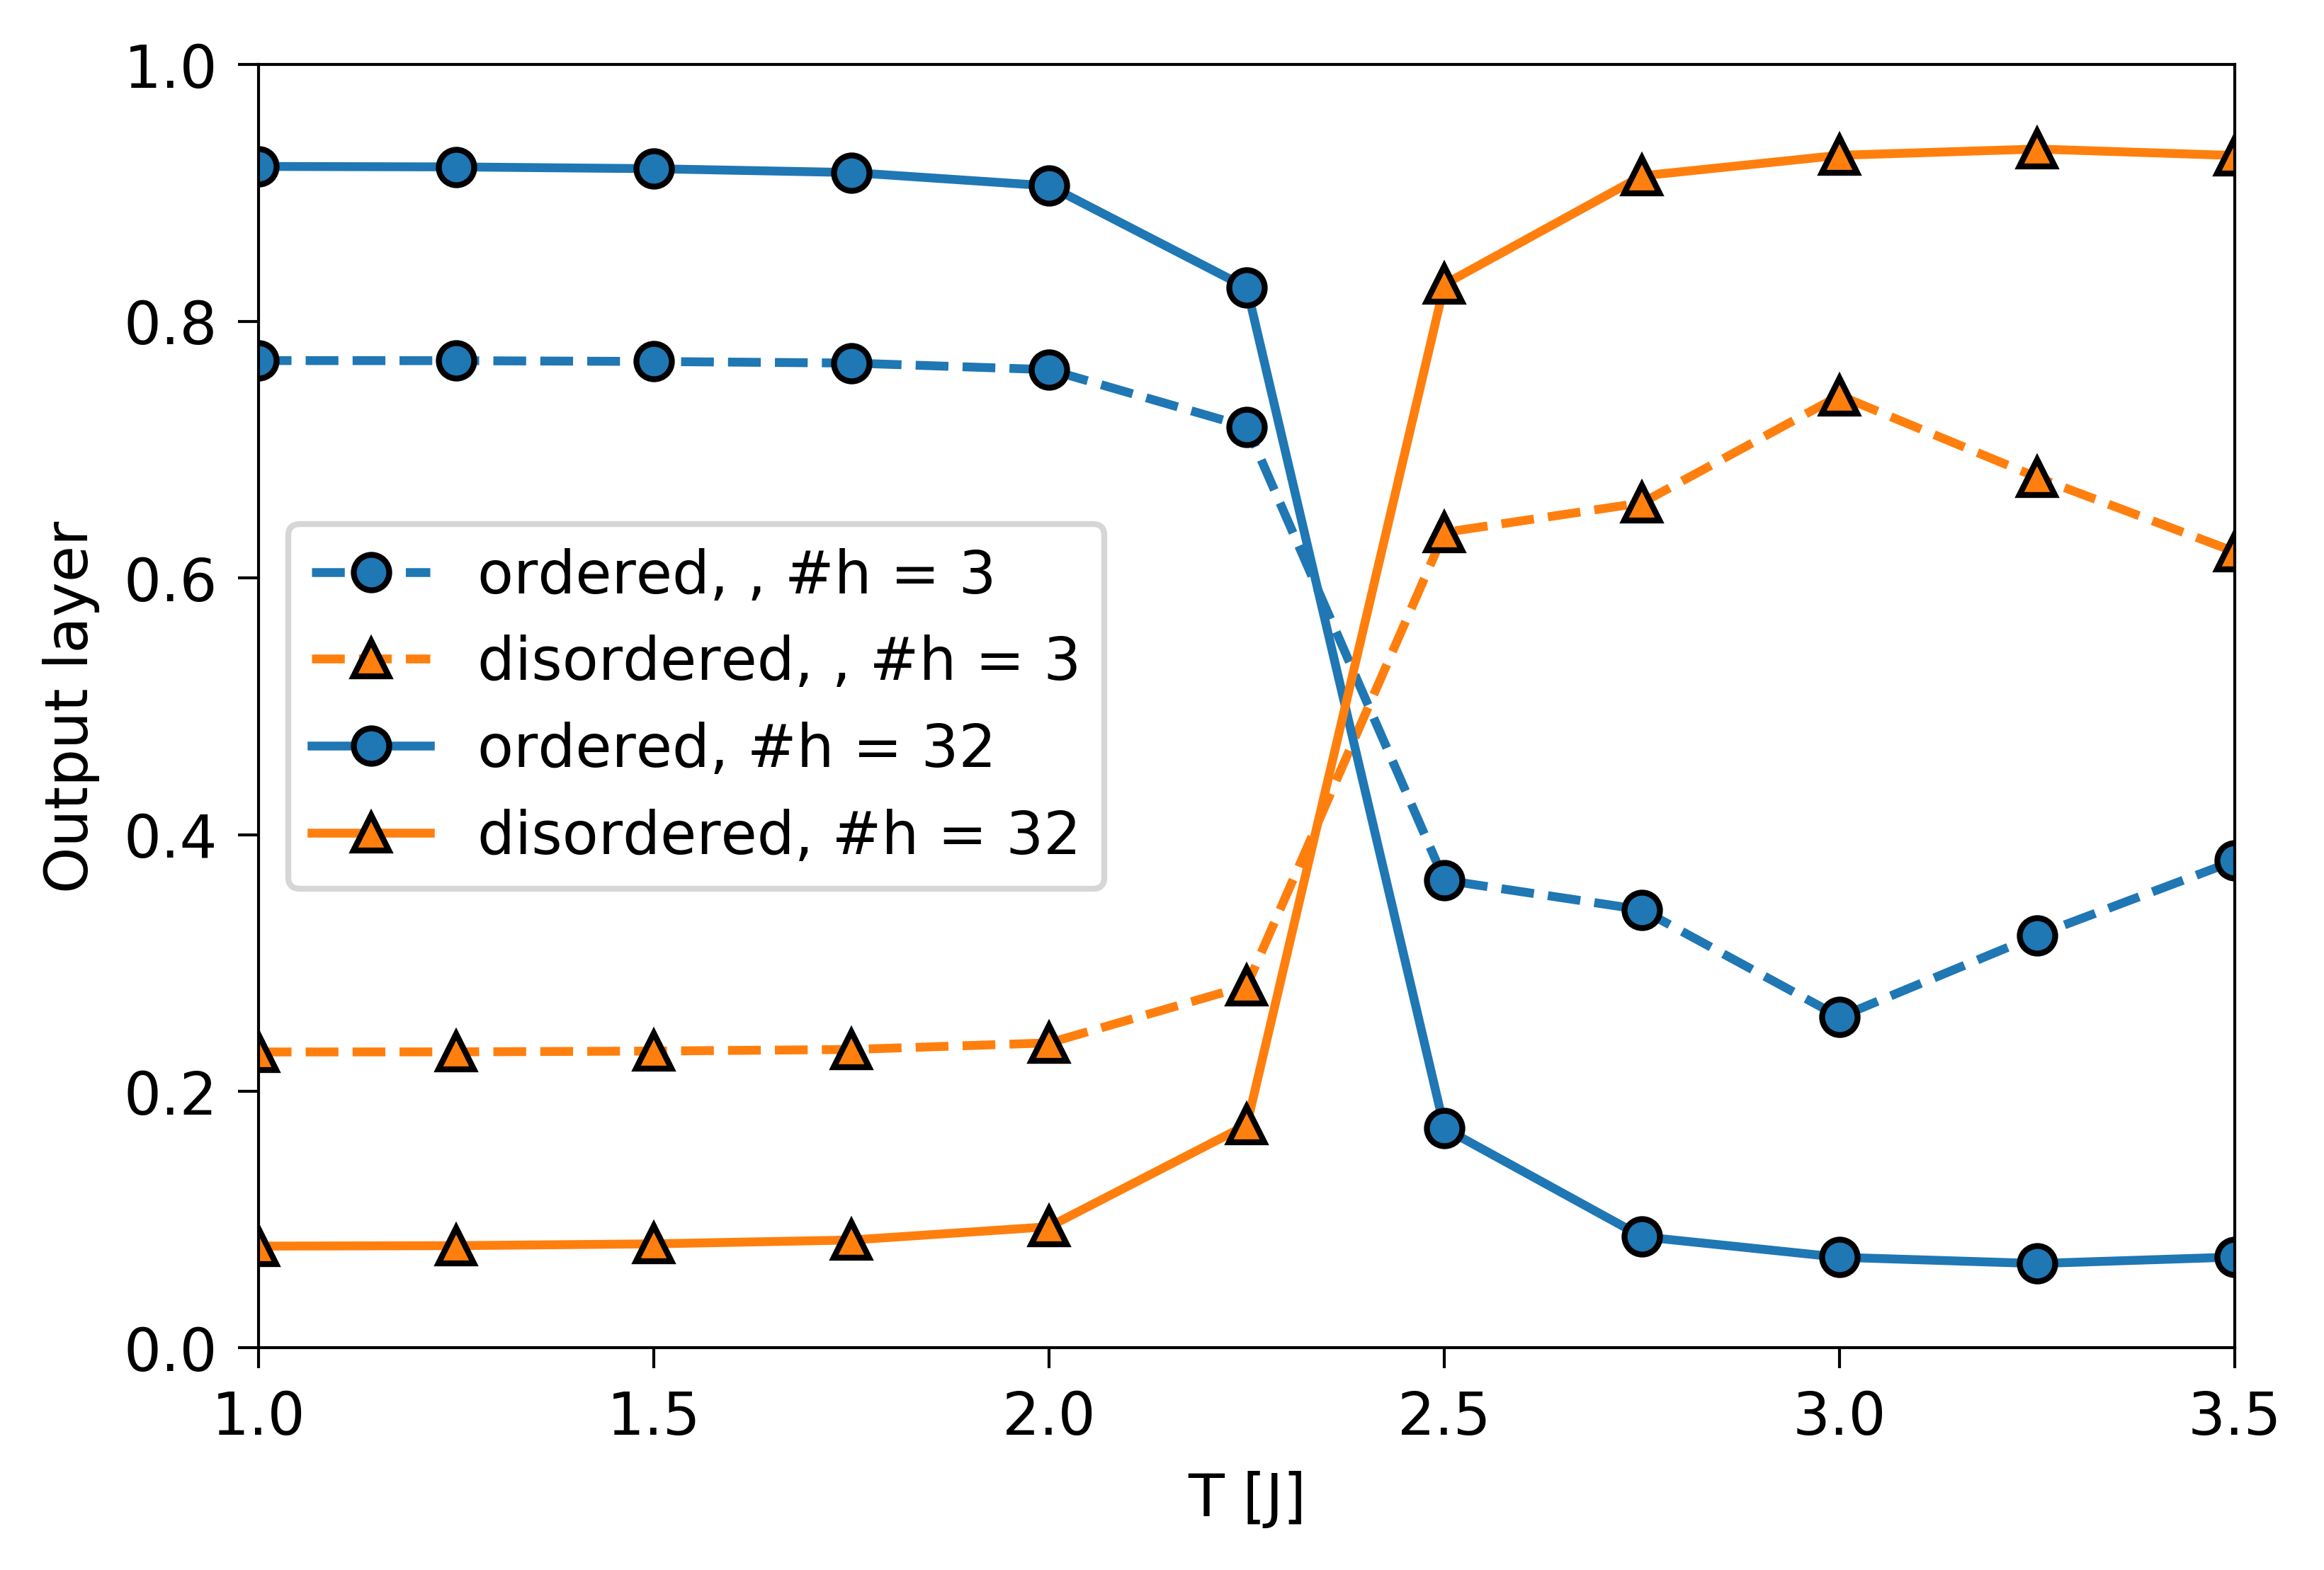 1.0
0.8
0.6
0.4
0.2
0.0
Output layer
ordered, , #h = 3
disordered, , #h = 3
ordered, #h = 32
disordered, #h = 32
1.0 1.5 2.0 2.5 3.0 3.5
T [J]